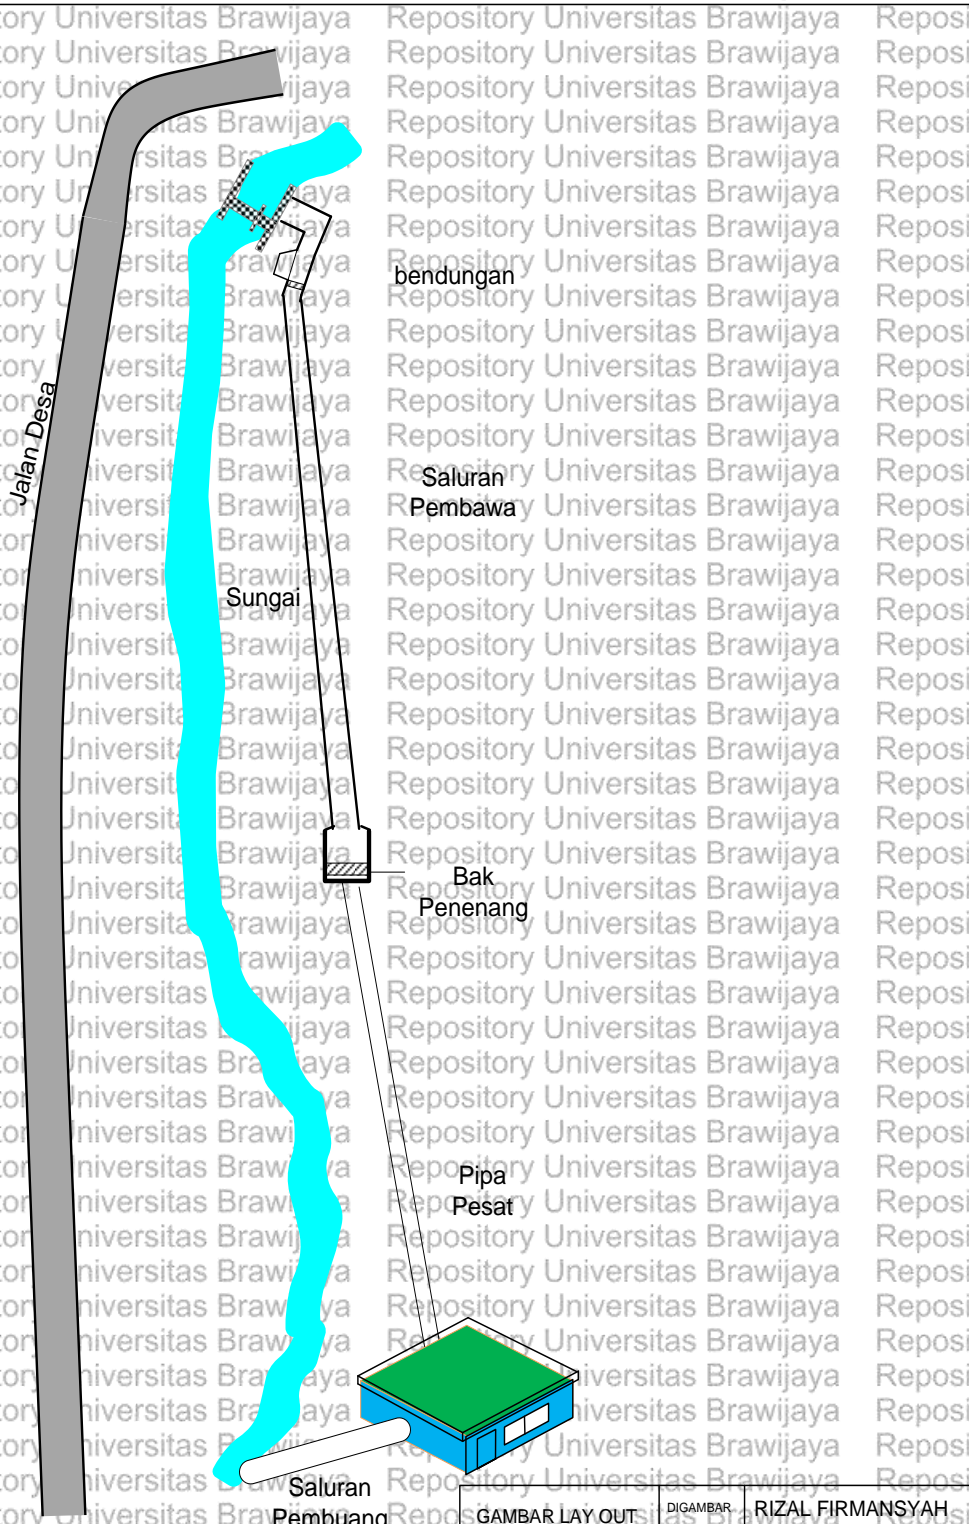 bendungan
Jalan Desa
Saluran
Pembawa
Sungai
Bak
Penenang
Pipa
Pesat
Saluran
Pembuang
GAMBAR LAY OUT
DIGAMBAR
RIZAL FIRMANSYAH
Repository Universitas Brawijaya